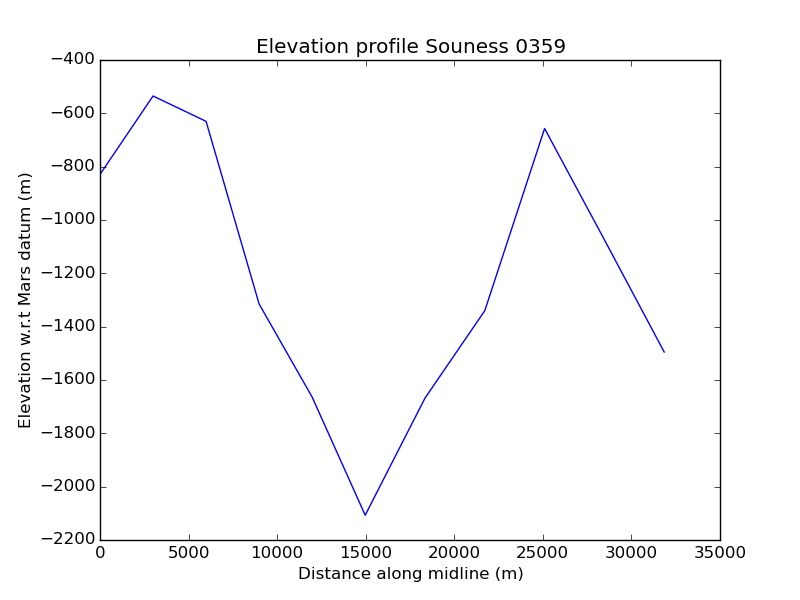 Elevation profile Souness 0359
−400
−600
−800
−1000
−1200
−1400
−1600
−1800
−2000
−2200
Elevation w.r.t Mars datum (m)
0 5000 10000 15000 20000 25000 30000 35000
Distance along midline (m)